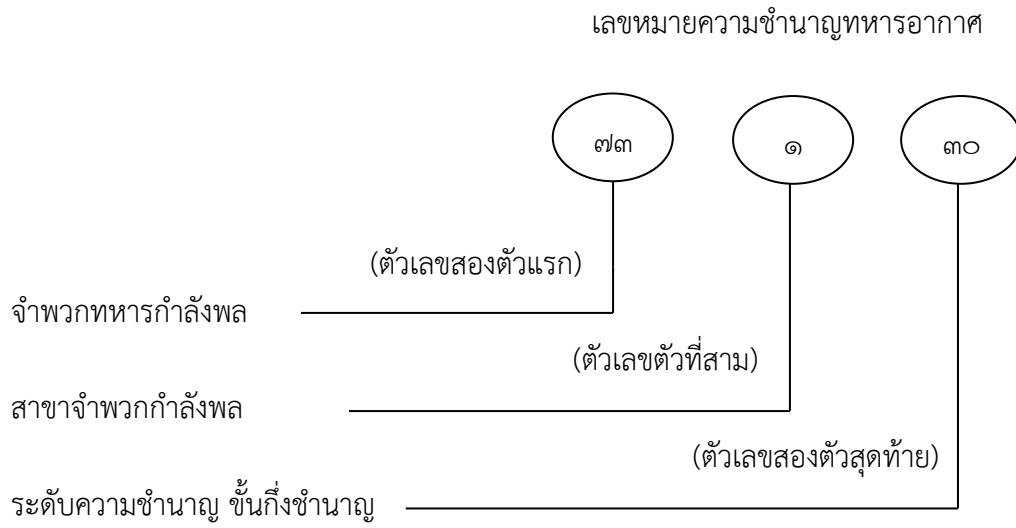 เลขหมายความชำนาญทหารอากาศ
๗๓ ๑ ๓๐
(ตัวเลขสองตัวแรก)
จำพวกทหารกำลังพล
(ตัวเลขตัวที่สาม)
สาขาจำพวกกำลังพล
(ตัวเลขสองตัวสุดท้าย)
ระดับความชำนาญ ขั้นกึ่งชำนาญ